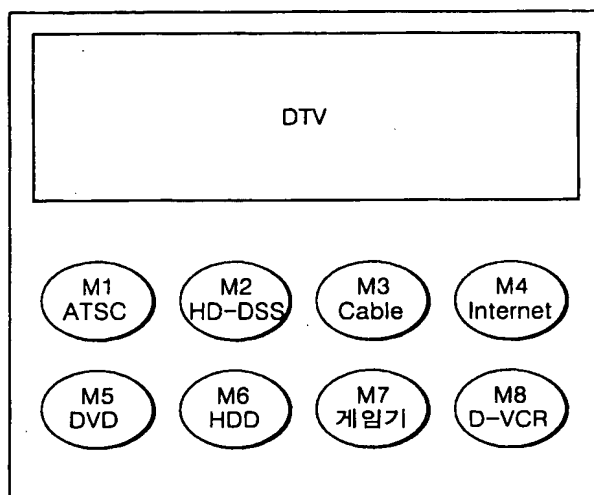 DTV
M1
ATSC
M2
HD-DSS
M3
Cable
M4
Internet
M5
DVD
M6
HDD
M7
게임기
M8
D-VCR